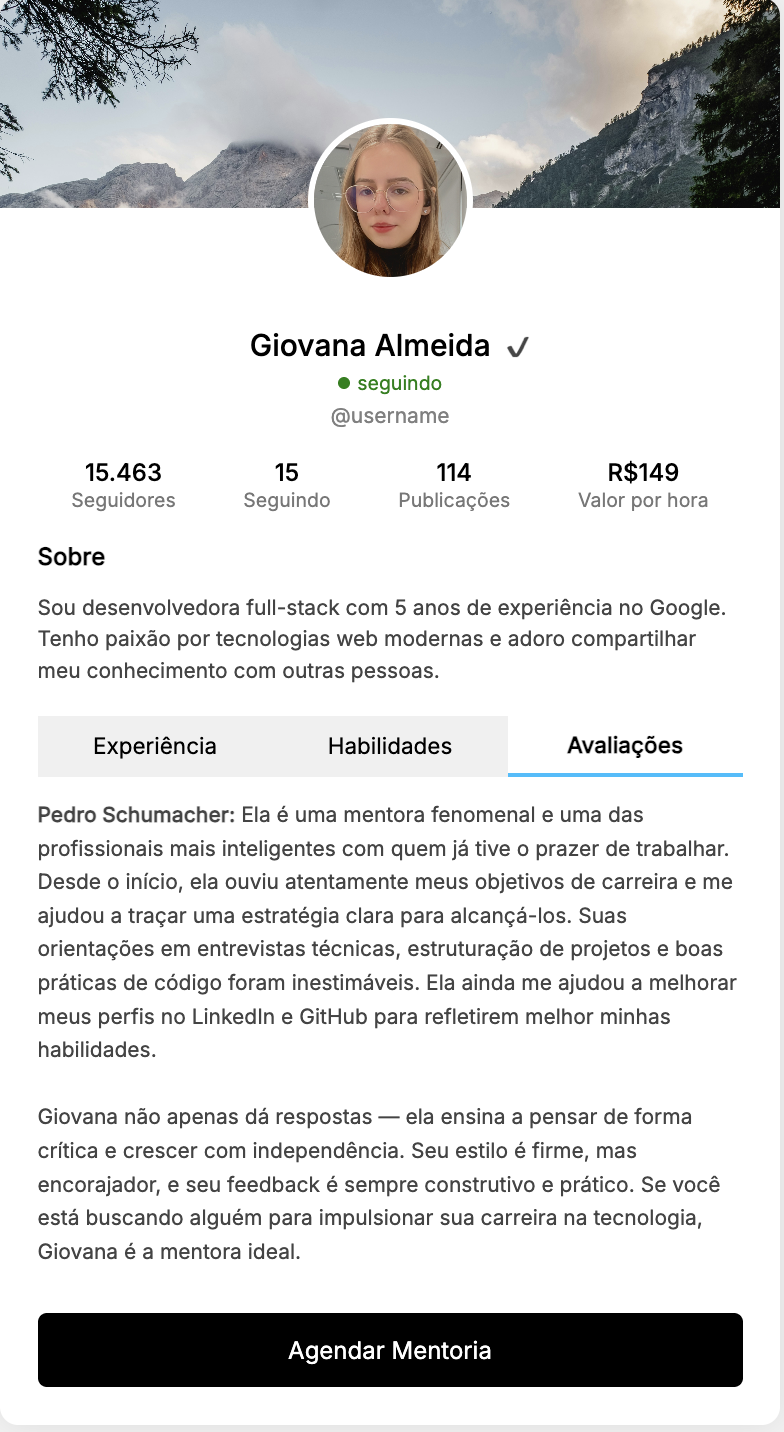 Giovana Almeida ✔
seguindo
@username
15.463 15 114 R$149
Seguidores Seguindo Publicações Valor por hora
Sobre
Sou desenvolvedora full-stack com 5 anos de experiência no Google.
Tenho paixão por tecnologias web modernas e adoro compartilhar
meu conhecimento com outras pessoas.
Experiência Habilidades Avaliações
Pedro Schumacher: Ela é uma mentora fenomenal e uma das
profissionais mais inteligentes com quem já tive o prazer de trabalhar.
Desde o início, ela ouviu atentamente meus objetivos de carreira e me
ajudou a traçar uma estratégia clara para alcançá-los. Suas
orientações em entrevistas técnicas, estruturação de projetos e boas
práticas de código foram inestimáveis. Ela ainda me ajudou a melhorar
meus perfis no LinkedIn e GitHub para refletirem melhor minhas
habilidades.
Giovana não apenas dá respostas — ela ensina a pensar de forma
crítica e crescer com independência. Seu estilo é firme, mas
encorajador, e seu feedback é sempre construtivo e prático. Se você
está buscando alguém para impulsionar sua carreira na tecnologia,
Giovana é a mentora ideal.
Agendar Mentoria